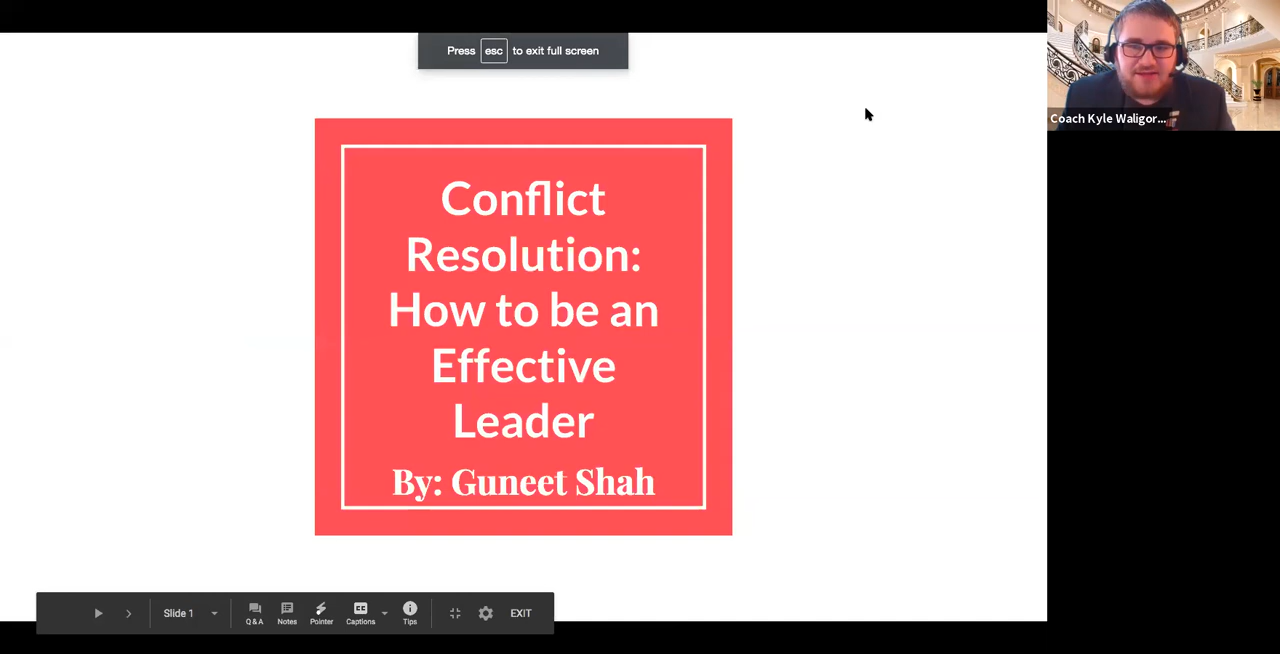 Press esc to exit full screen
Coach Kyle Waligor...
Conflict
Resolution:
How to be an
Effective
Leader
By: Guneet Shah
Slide 1
Q & A
Notes
Pointer
CC
Captions
Tips
EXIT